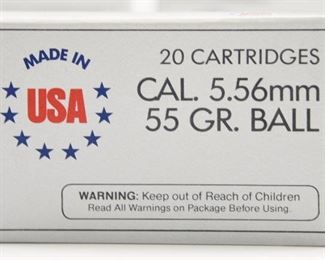 MADE IN
USA
20 CARTRIDGES
CAL. 5.56mm
55 GR. BALL
WARNING: Keep out of Reach of Children
Read All Warnings on Package Before Using.